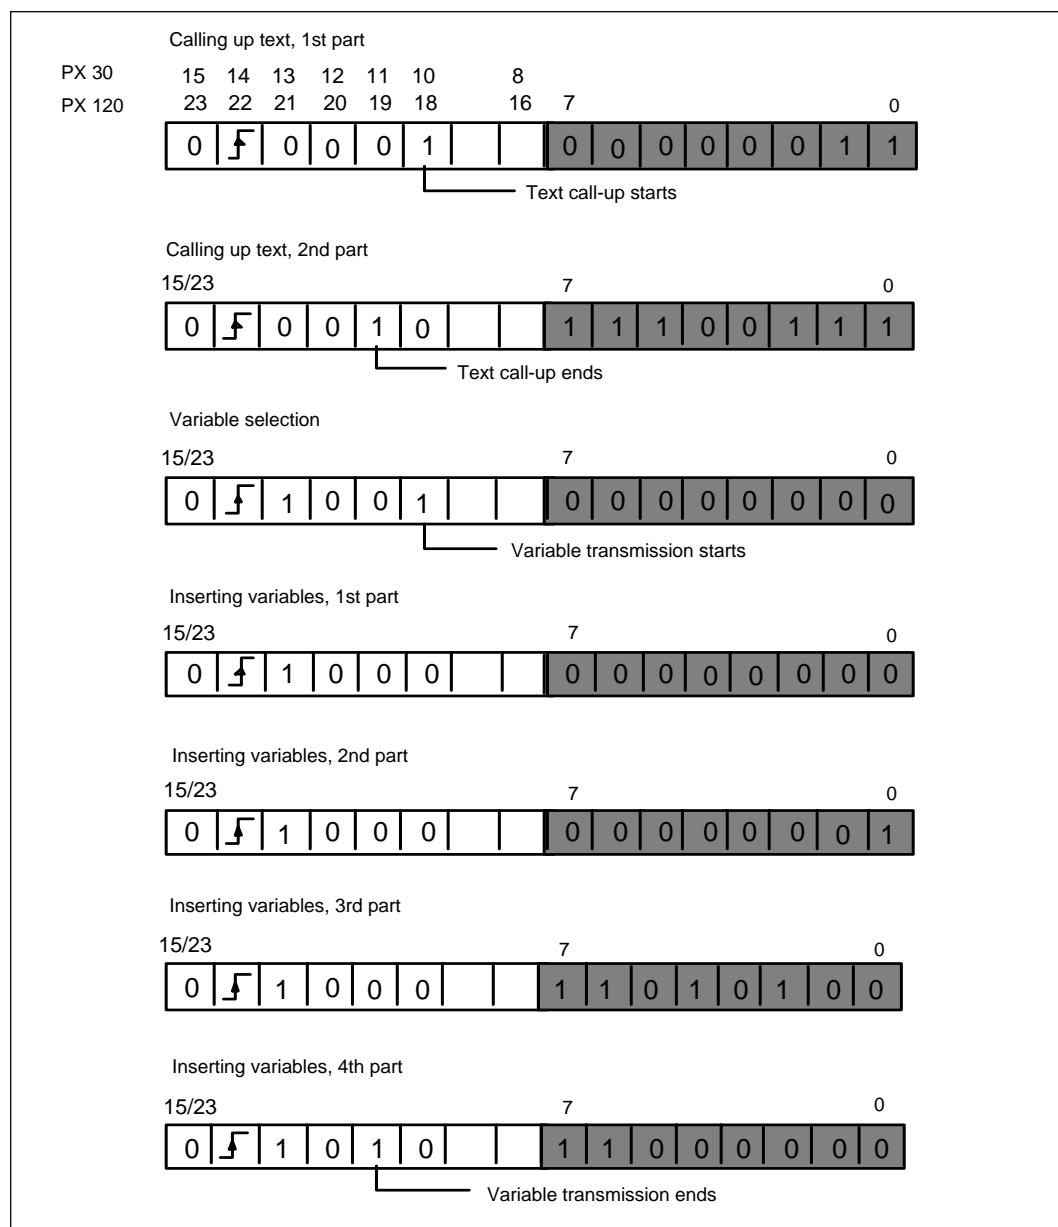 Calling up text, 1st part
PX 30 15 14 13 12 11 10 8
PX 120 23 22 21 20 19 18 16 7 0
0 0 0 0 1 0 0 0 0 0 0 1 1
Text call-up starts
Calling up text, 2nd part
15/23 7 0
0 0 0 1 0 1 1 1 0 0 1 1 1
Text call-up ends
Variable selection
15/23 7 0
0 1 0 0 1 0 0 0 0 0 0 0 0
Variable transmission starts
Inserting variables, 1st part
15/23 7 0
0 1 0 0 0 0 0 0 0 0 0 0 0
Inserting variables, 2nd part
15/23 7 0
0 1 0 0 0 0 0 0 0 0 0 0 1
Inserting variables, 3rd part
15/23 7 0
0 1 0 0 0 1 1 0 1 0 1 0 0
Inserting variables, 4th part
15/23 7 0
0 1 0 1 0 1 1 0 0 0 0 0 0
Variable transmission ends